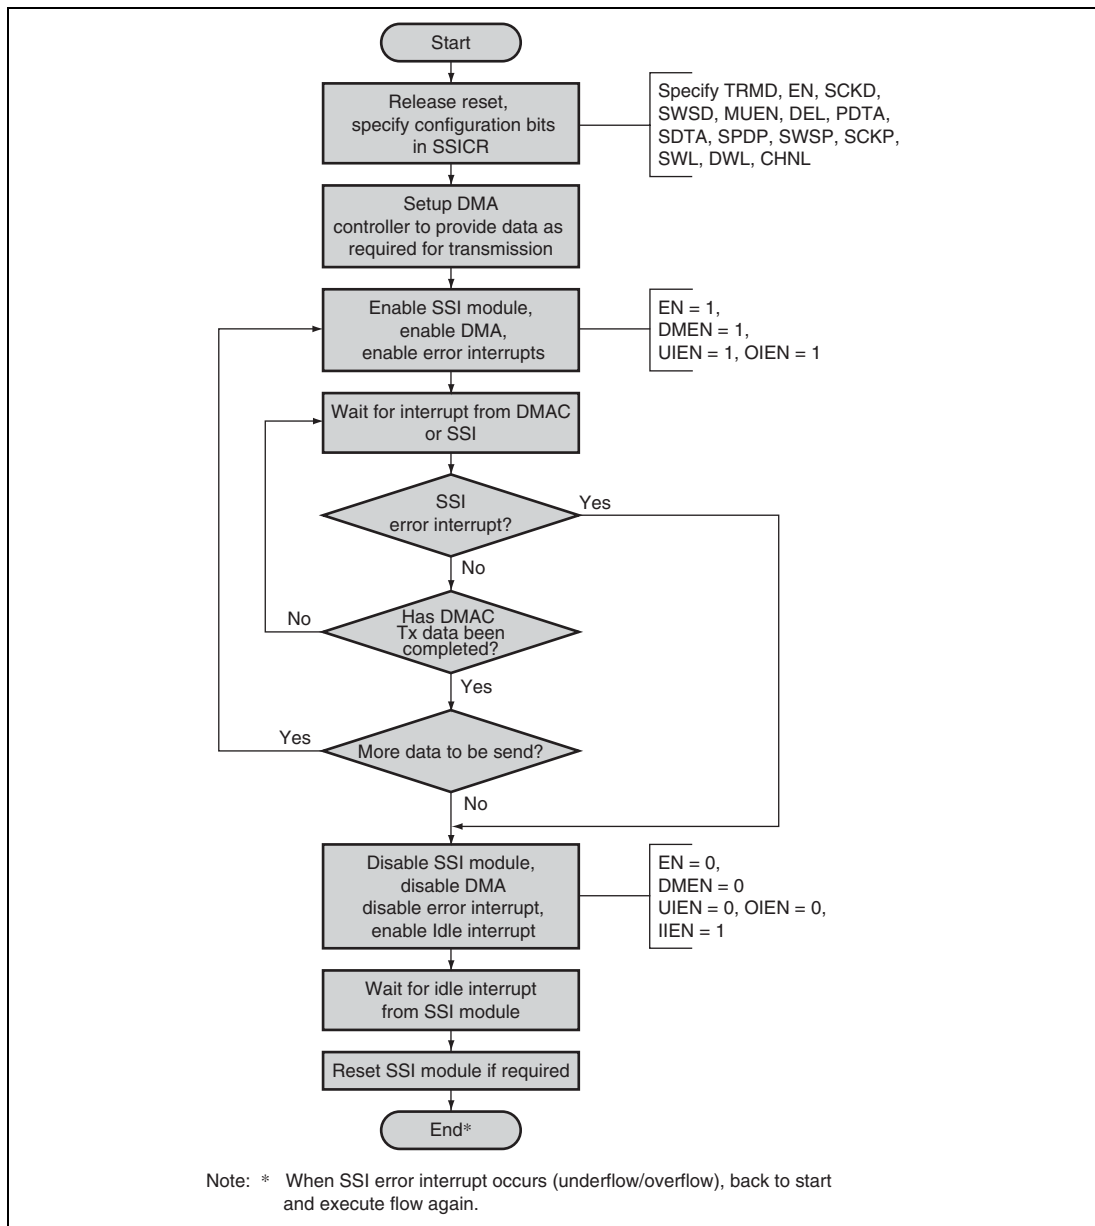 Start
Release reset,
specify configuration bits
in SSICR
Specify TRMD, EN, SCKD,
SWSD, MUEN, DEL, PDTA,
SDTA, SPDP, SWSP, SCKP,
SWL, DWL, CHNL
Setup DMA
controller to provide data as
required for transmission
Enable SSI module,
enable DMA,
enable error interrupts
EN = 1,
DMEN = 1,
UIEN = 1, OIEN = 1
Wait for interrupt from DMAC
or SSI
SSI
error interrupt?
Yes
No
Has DMAC
Tx data been
completed?
No
Yes
More data to be send?
Yes
No
Disable SSI module,
disable DMA
disable error interrupt,
enable Idle interrupt
EN = 0,
DMEN = 0
UIEN = 0, OIEN = 0,
IIEN = 1
Wait for idle interrupt
from SSI module
Reset SSI module if required
End*
Note: * When SSI error interrupt occurs (underflow/overflow), back to start
and execute flow again.